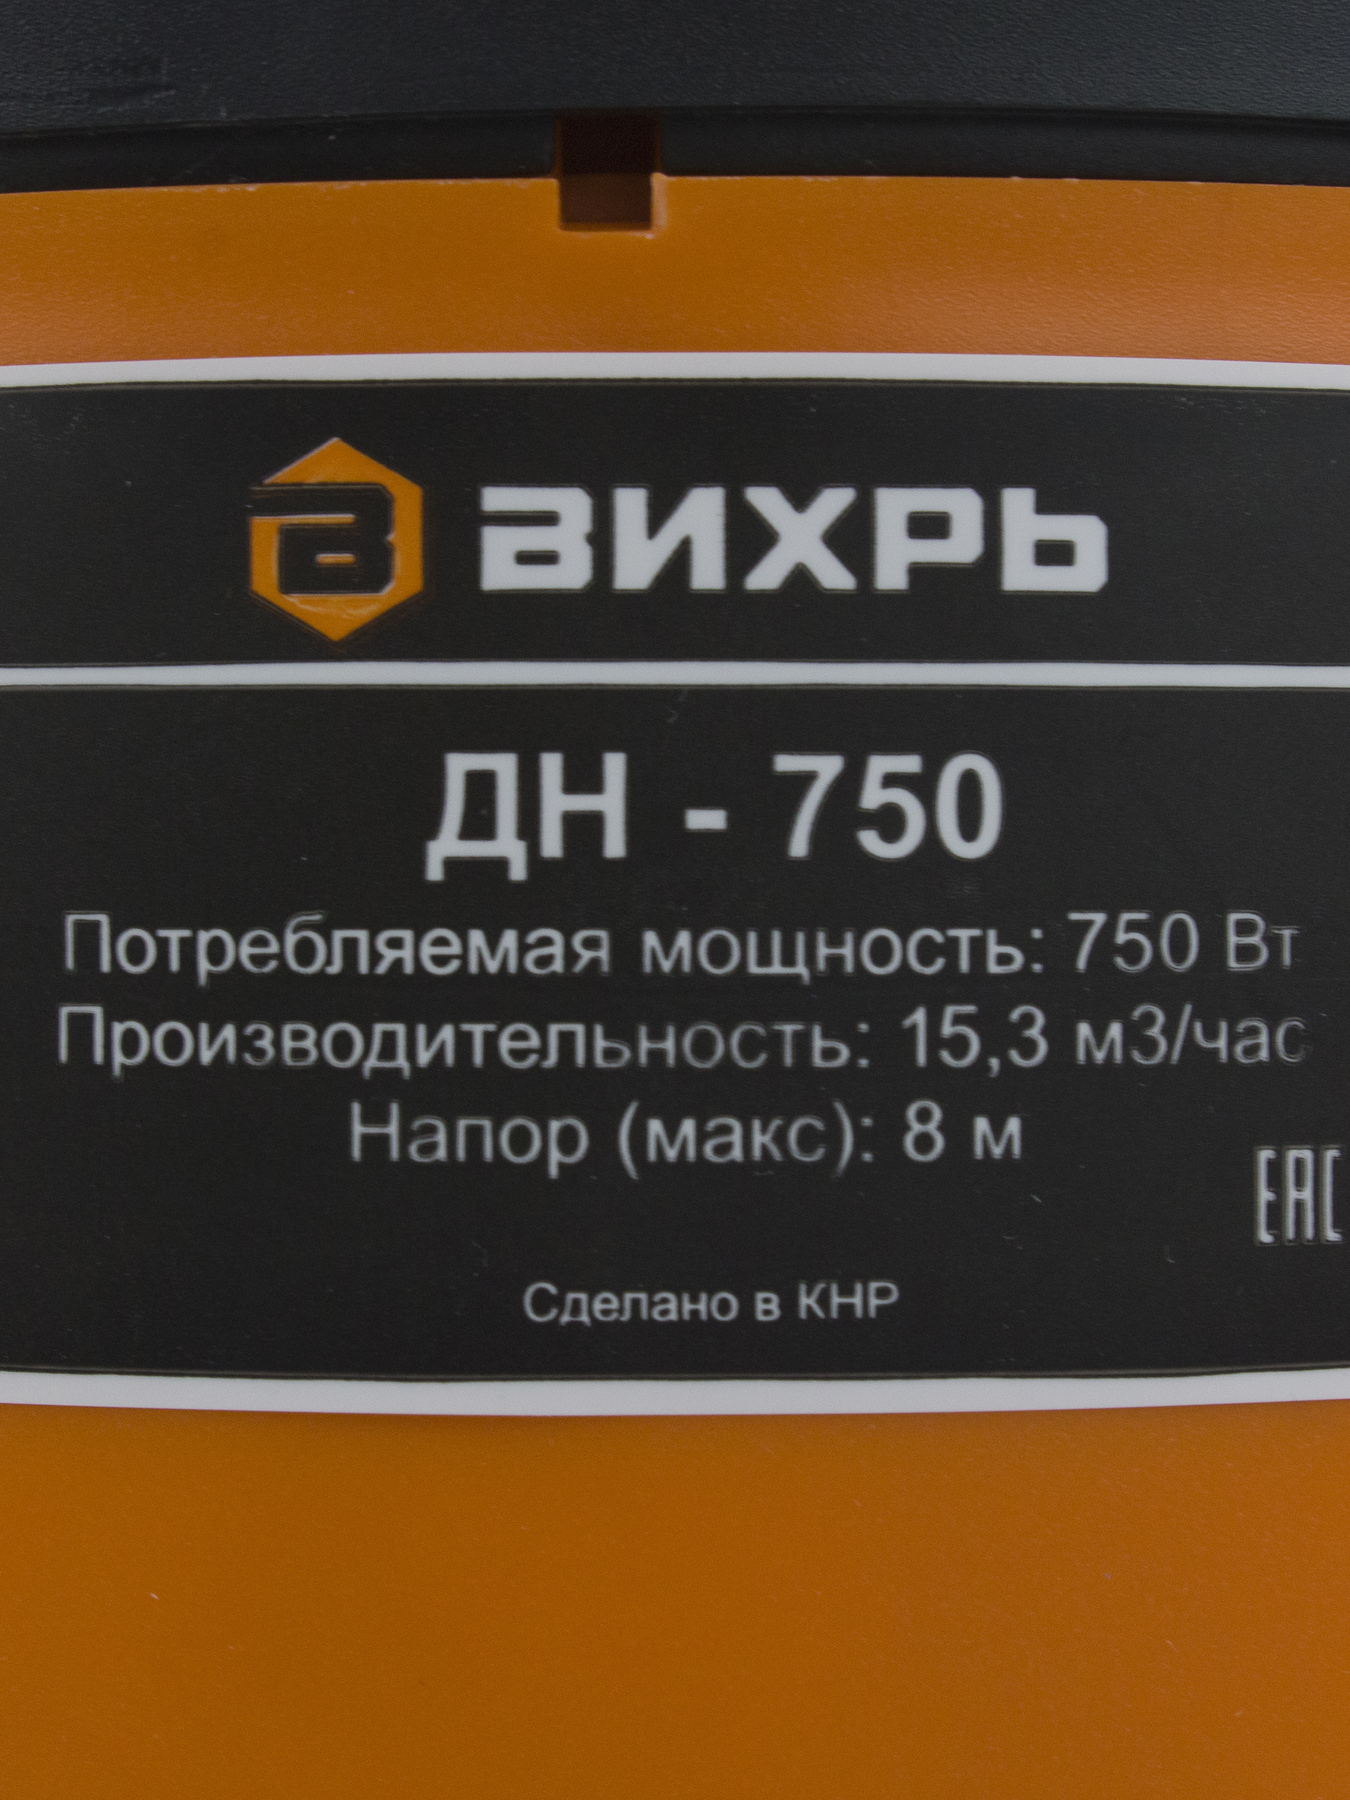 ВИХРЬ
ДН - 750
Потребляемая мощность: 750 Вт
Производительность: 15,3 м3/час
Напор (макс): 8 м
EAC
Сделано в КНР